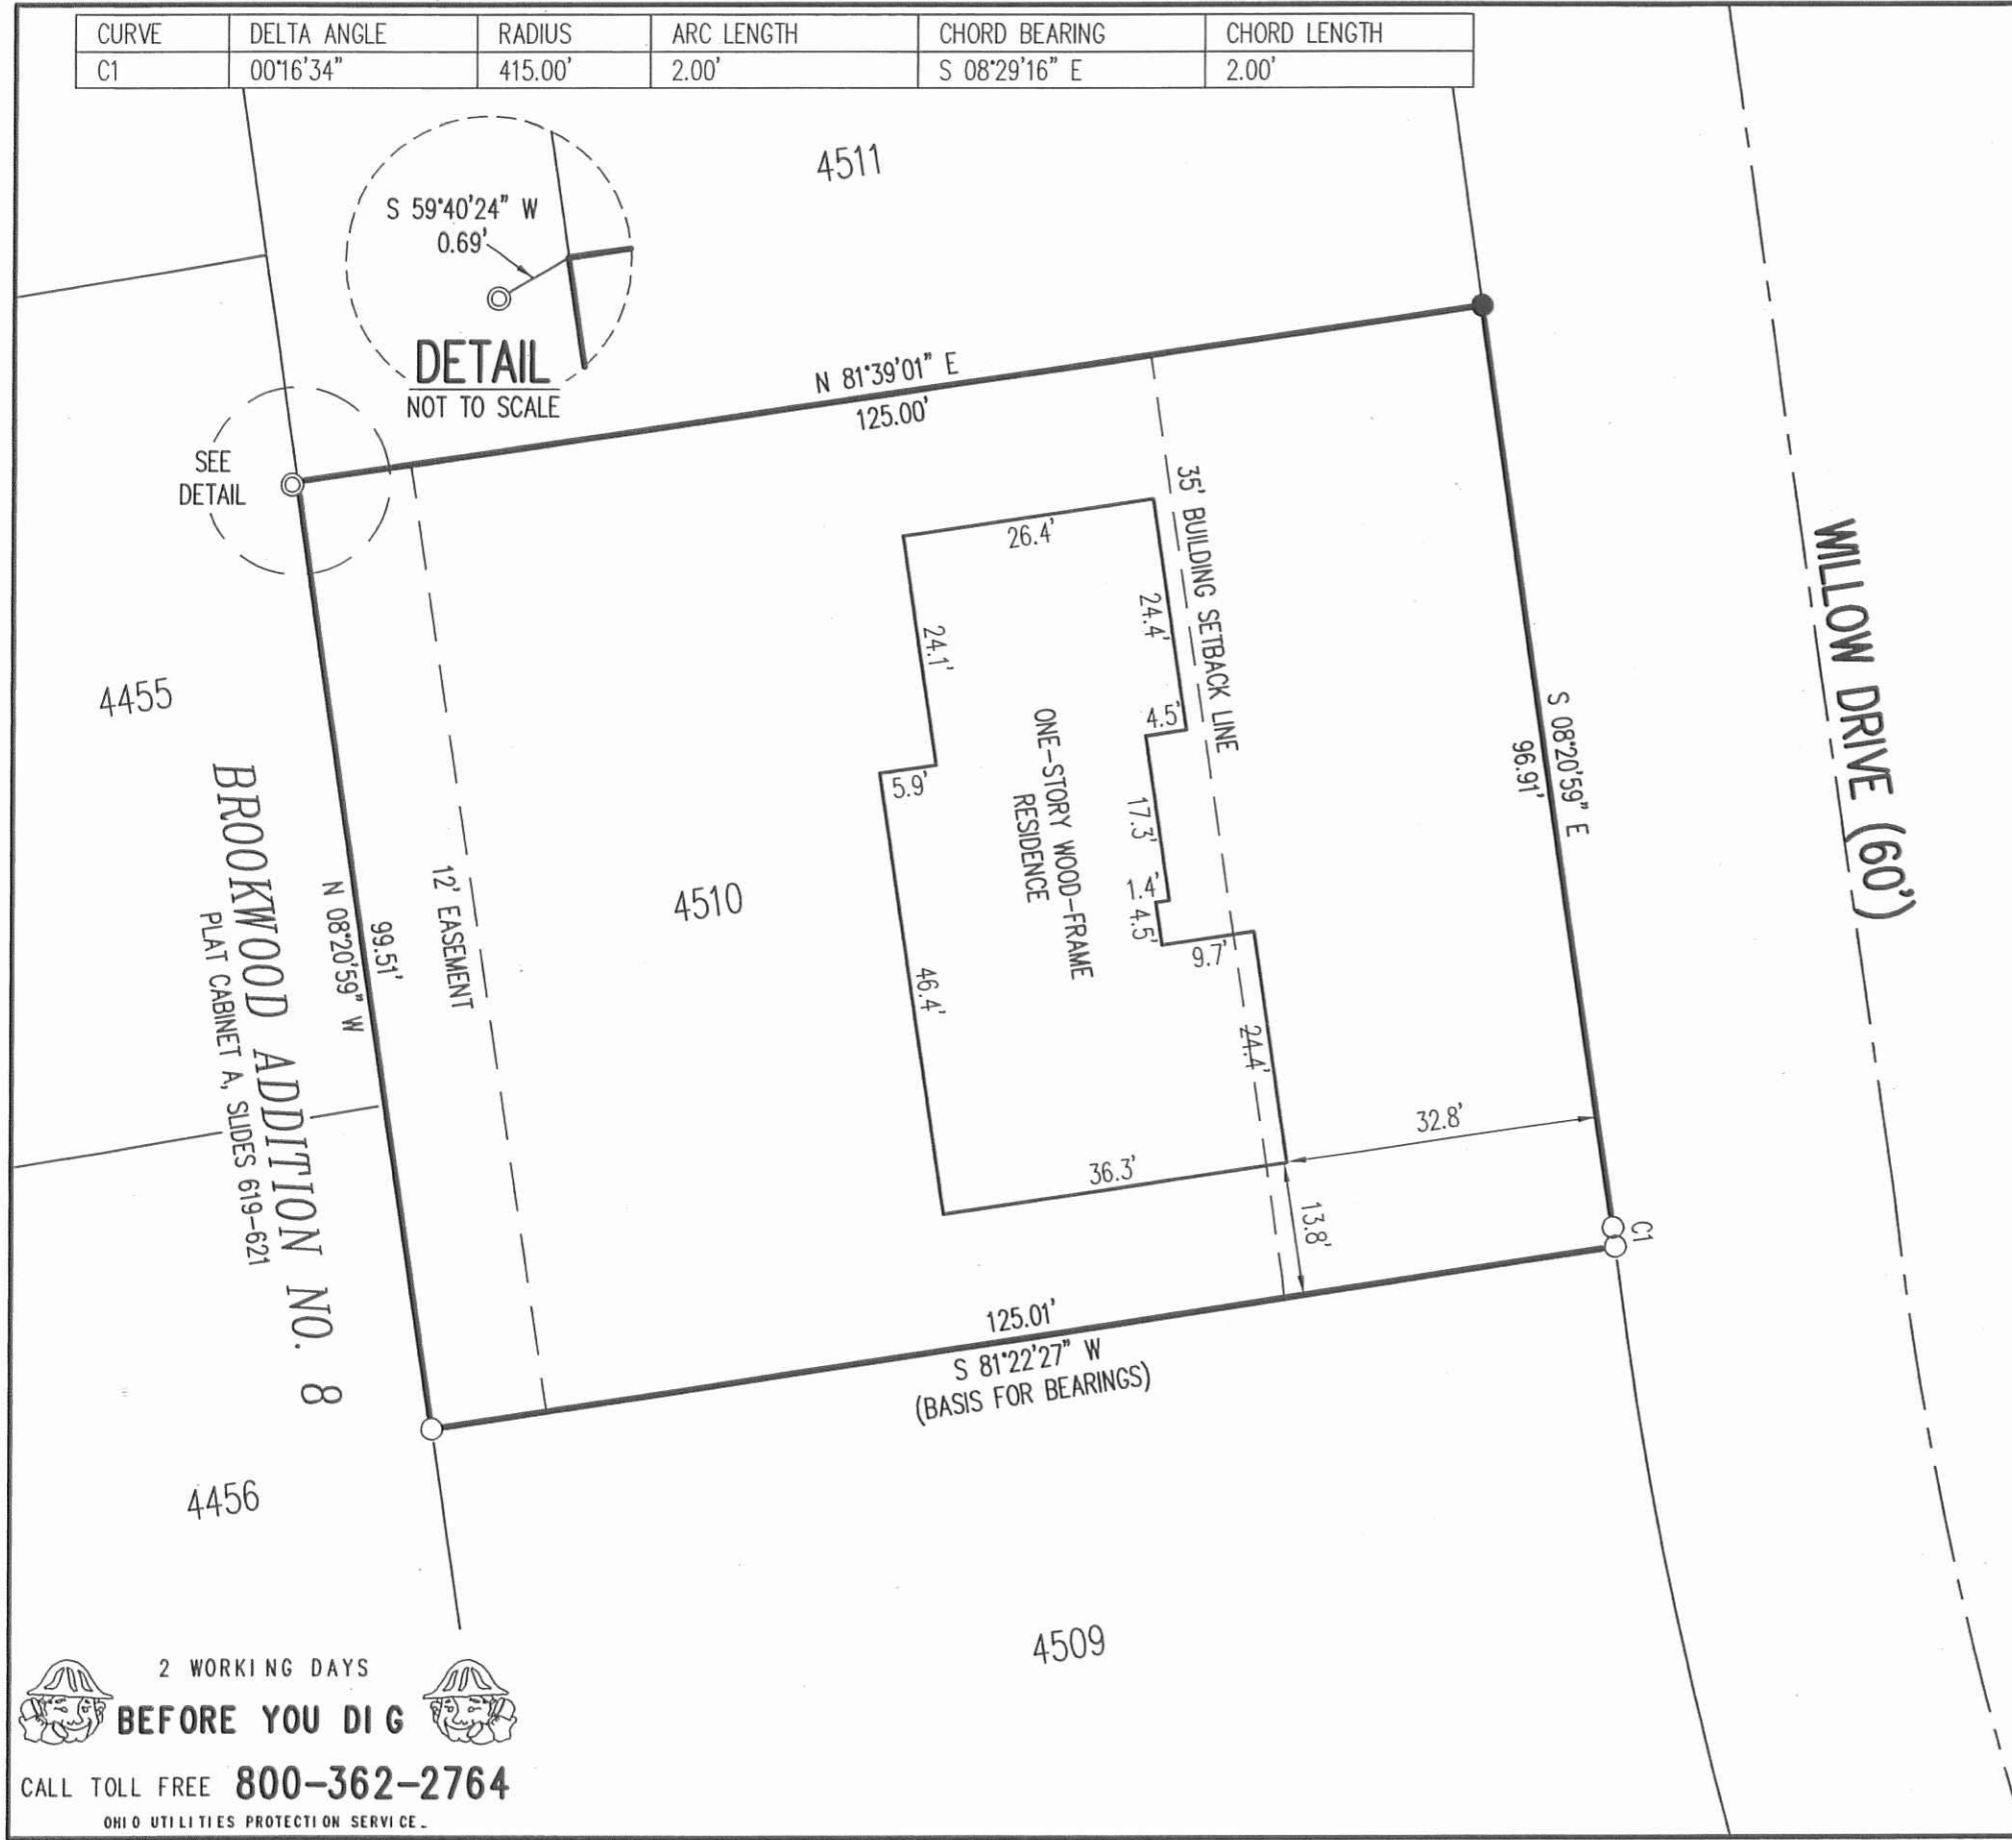 CURVE DELTA ANGLE RADIUS ARC LENGTH CHORD BEARING CHORD LENGTH
C1 00°16'34" 415.00' 2.00' S 08°29'16" E 2.00'
4511
S 59°40'24" W
0.69'
DETAIL
NOT TO SCALE
SEE
DETAIL
N 81°39'01" E
125.00'
35' BUILDING SETBACK LINE
26.4'
24.4'
24.1'
4.5'
5.9'
17.3'
1.4'
4.5'
9.7'
46.4'
24.4'
36.3'
ONE-STORY WOOD-FRAME
RESIDENCE
32.8'
13.8'
S 08°20'59" E
96.91'
WILLOW DRIVE (60')
C1
4455
4510
12' EASEMENT
99.51'
N 08°20'59" W
BROOKWOOD ADDITION NO. 8
PLAT CABINET A, SLIDES 619-621
125.01'
S 81°22'27" W
(BASIS FOR BEARINGS)
4456
4509
2 WORKING DAYS
BEFORE YOU DIG
CALL TOLL FREE 800-362-2764
OHIO UTILITIES PROTECTION SERVICE.